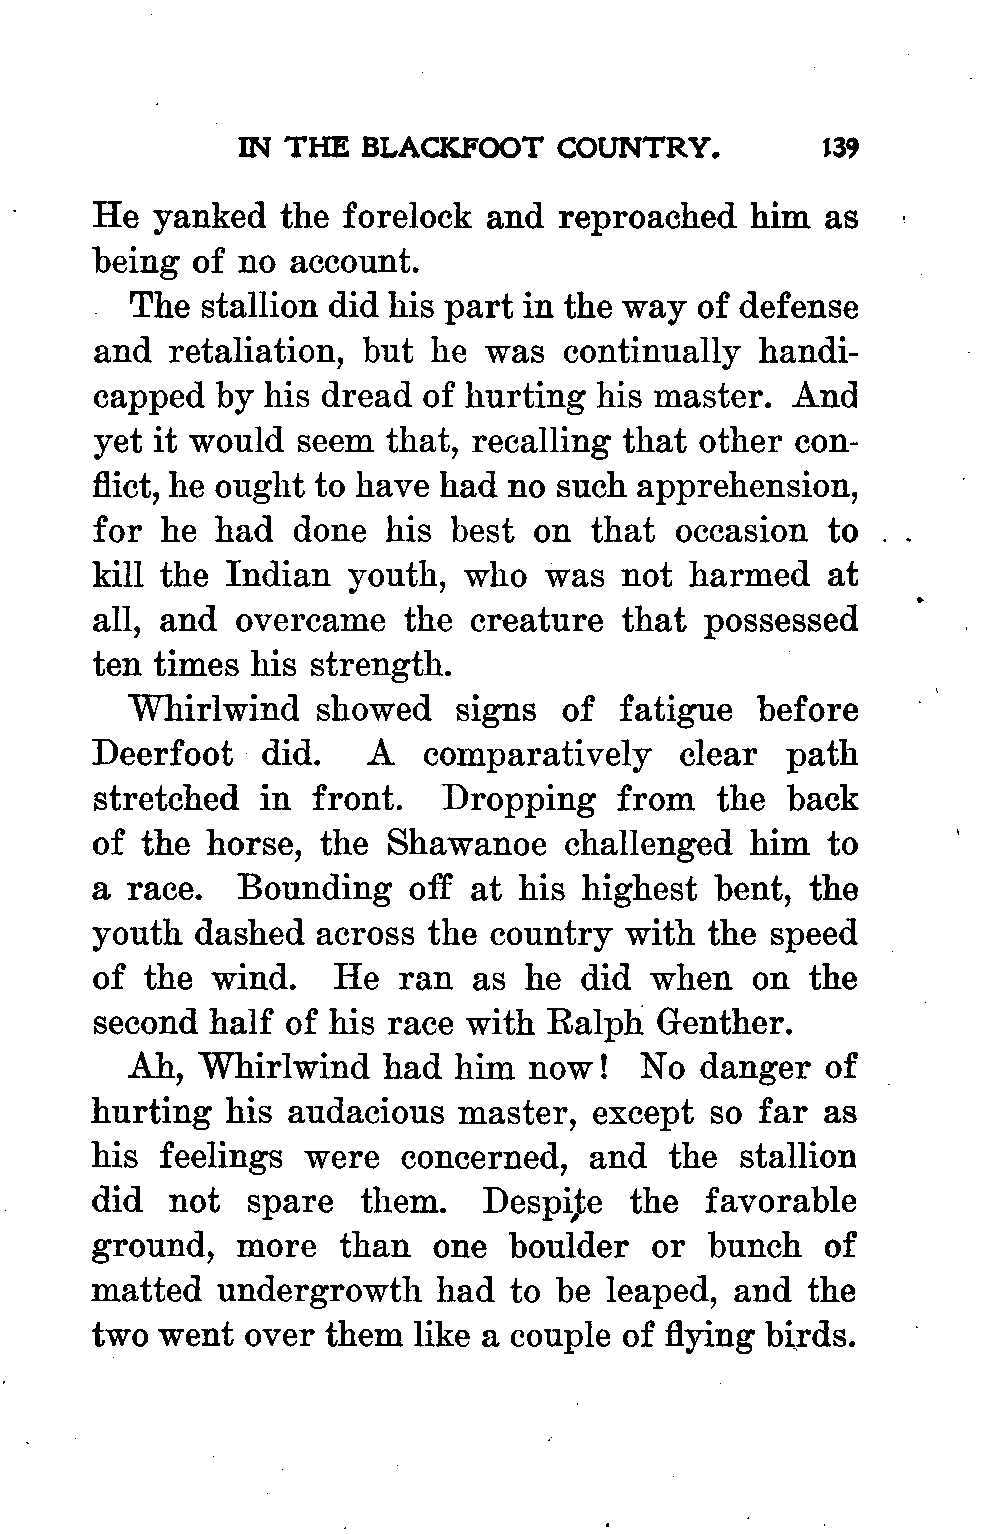 IN THE BLACKFOOT COUNTRY. 139
He yanked the forelock and reproached him as
being of no account.
The stallion did his part in the way of defense
and retaliation, but he was continually handi-
capped by his dread of hurting his master. And
yet it would seem that, recalling that other con-
flict, he ought to have had no such apprehension,
for he had done his best on that occasion to
kill the Indian youth, who was not harmed at
all, and overcame the creature that possessed
ten times his strength.
Whirlwind showed signs of fatigue before
Deerfoot did. A comparatively clear path
stretched in front. Dropping from the back
of the horse, the Shawanoe challenged him to
a race. Bounding off at his highest bent, the
youth dashed across the country with the speed
of the wind. He ran as he did when on the
second half of his race with Ralph Genther.
Ah, Whirlwind had him now! No danger of
hurting his audacious master, except so far as
his feelings were concerned, and the stallion
did not spare them. Despite the favorable
ground, more than one boulder or bunch of
matted undergrowth had to be leaped, and the
two went over them like a couple of flying birds.